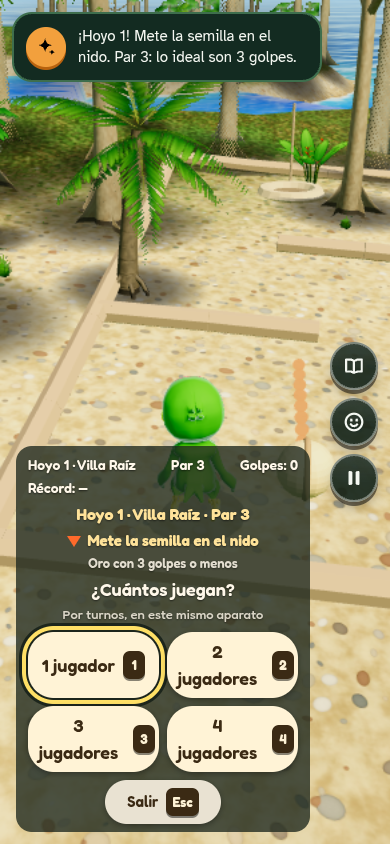 ¡Hoyo 1! Mete la semilla en el
nido. Par 3: lo ideal son 3 golpes.
Hoyo 1 · Villa Raíz Par 3 Golpes: 0
Récord: —
Hoyo 1 · Villa Raíz · Par 3
Mete la semilla en el nido
Oro con 3 golpes o menos
¿Cuántos juegan?
Por turnos, en este mismo aparato
1 jugador 1
2 jugadores 2
3 jugadores 3
4 jugadores 4
Salir Esc